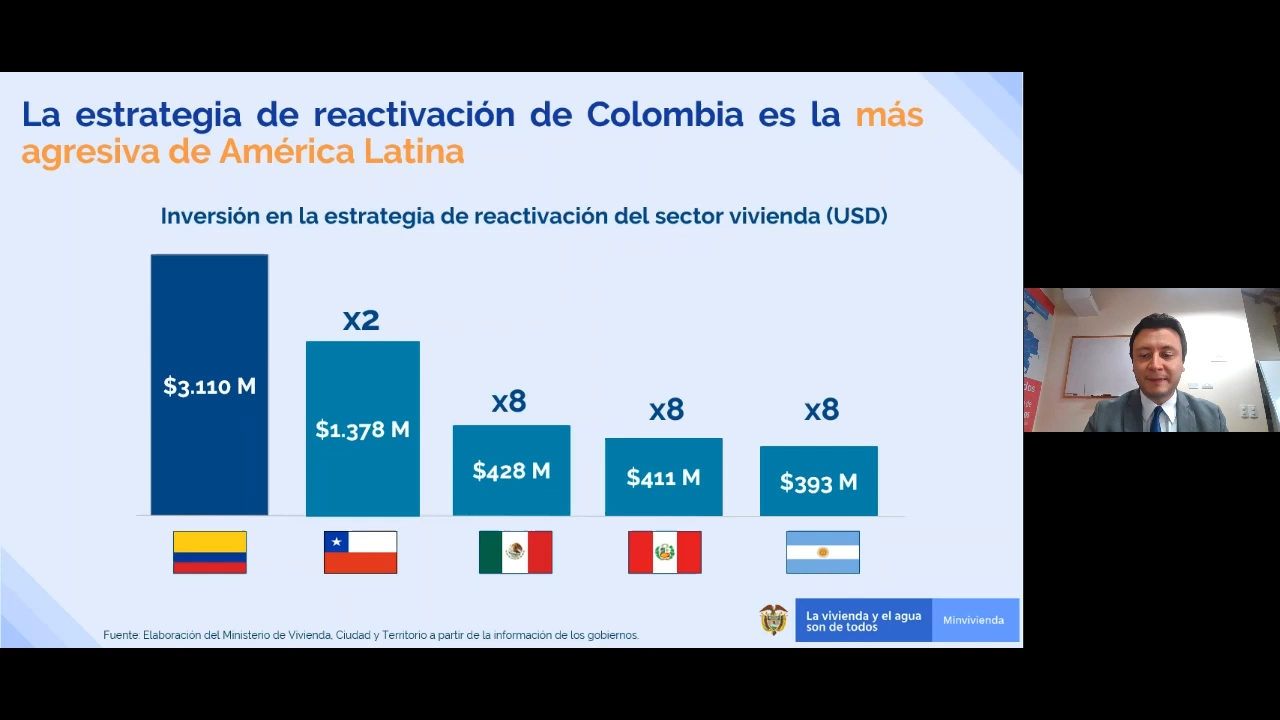 La estrategia de reactivación de Colombia es la más
agresiva de América Latina
Inversión en la estrategia de reactivación del sector vivienda (USD)
x2
x8
x8
x8
$3.110 M
$1.378 M
$428 M
$411 M
$393 M
La vivienda y el agua
son de todos
Minvivienda
Fuente: Elaboración del Ministerio de Vivienda, Ciudad y Territorio a partir de la información de los gobiernos.